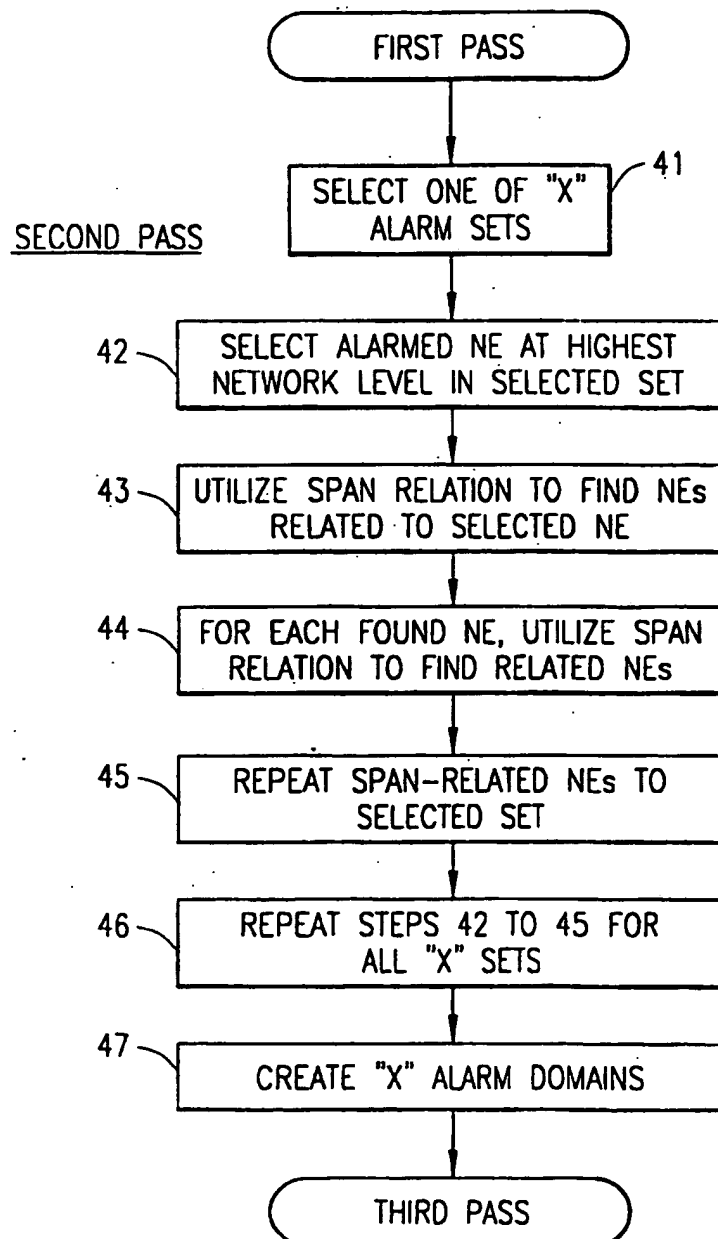 FIRST PASS
41
SELECT ONE OF "X"
ALARM SETS
SECOND PASS
42
SELECT ALARMED NE AT HIGHEST
NETWORK LEVEL IN SELECTED SET
43
UTILIZE SPAN RELATION TO FIND NEs
RELATED TO SELECTED NE
44
FOR EACH FOUND NE, UTILIZE SPAN
RELATION TO FIND RELATED NEs
45
REPEAT SPAN-RELATED NEs TO
SELECTED SET
46
REPEAT STEPS 42 TO 45 FOR
ALL "X" SETS
47
CREATE "X" ALARM DOMAINS
THIRD PASS